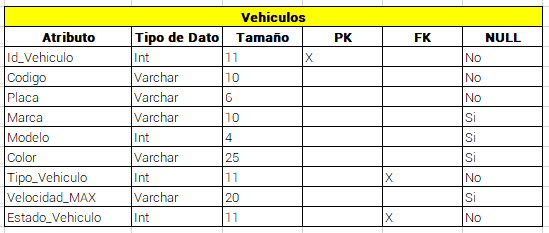 Vehiculos
Atributo Tipo de Dato Tamaño PK FK NULL
Id_Vehiculo Int 11 X No
Codigo Varchar 10 No
Placa Varchar 6 No
Marca Varchar 10 Si
Modelo Int 4 Si
Color Varchar 25 Si
Tipo_Vehiculo Int 11 X No
Velocidad_MAX Varchar 20 Si
Estado_Vehiculo Int 11 X No